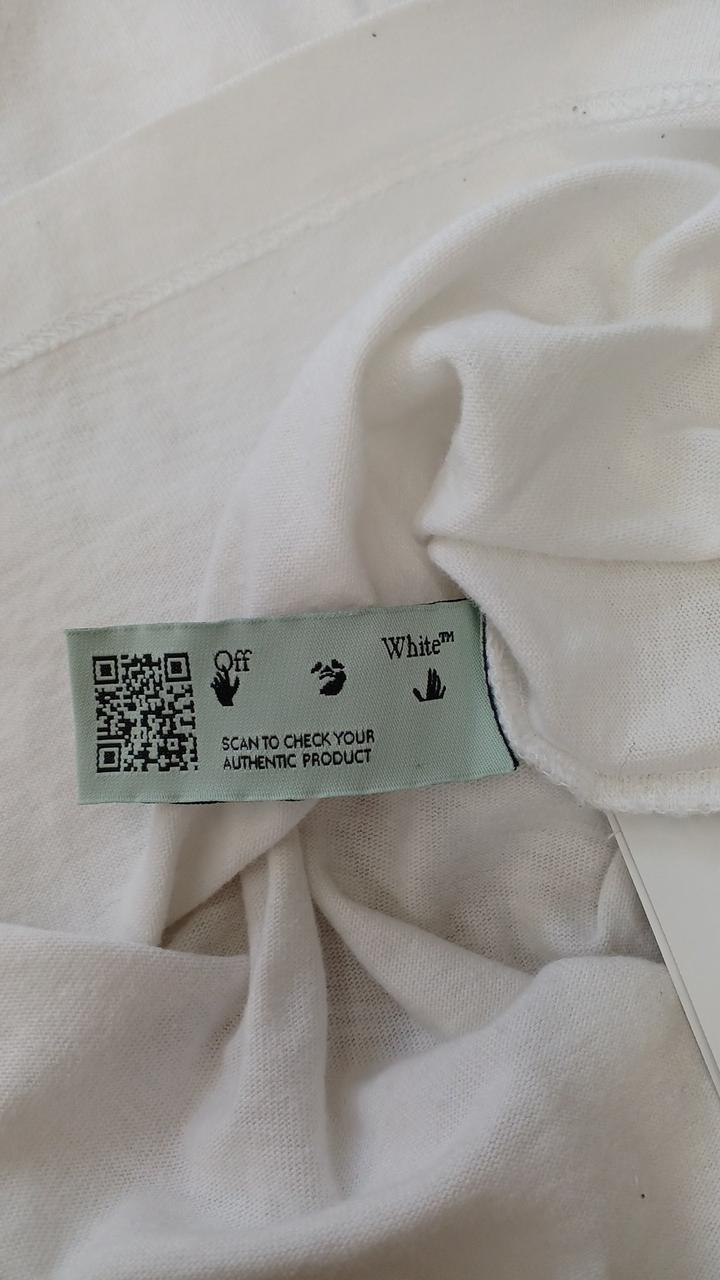 Off White™
SCAN TO CHECK YOUR
AUTHENTIC PRODUCT